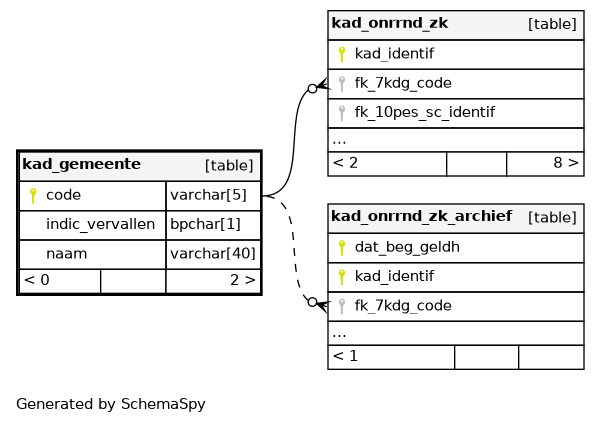 kad_onrrnd_zk [table]
kad_identif
fk_7kdg_code
fk_10pes_sc_identif
...
< 2 8 >
kad_gemeente [table]
code varchar[5]
indic_vervallen bpchar[1]
naam varchar[40]
< 0 2 >
kad_onrrnd_zk_archief [table]
dat_beg_geldh
kad_identif
fk_7kdg_code
...
< 1
Generated by SchemaSpy